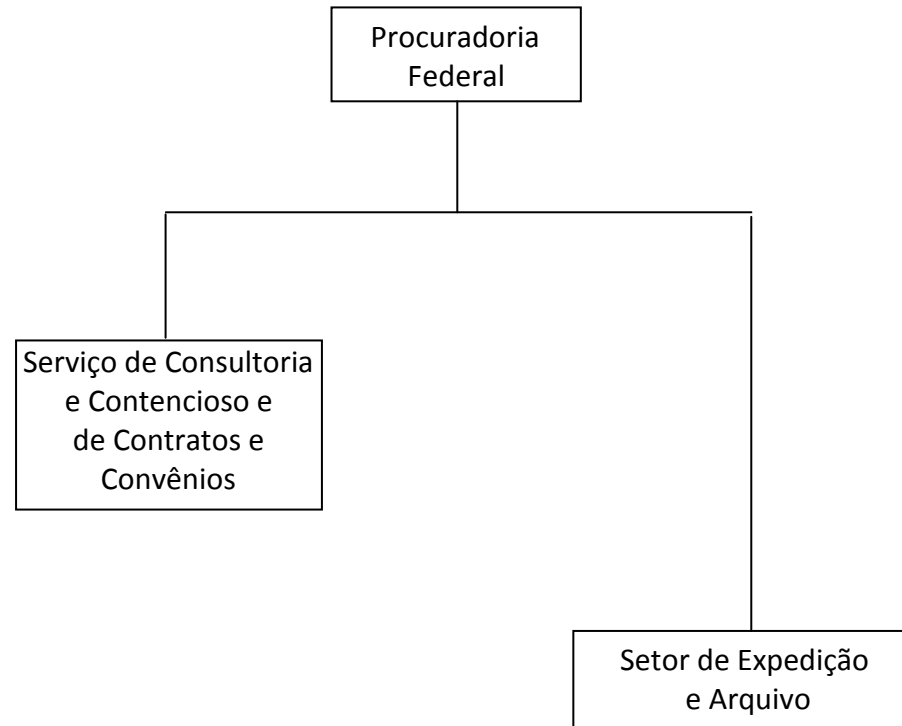 Procuradoria
Federal
Serviço de Consultoria
e Contencioso e
de Contratos e
Convênios
Setor de Expedição
e Arquivo